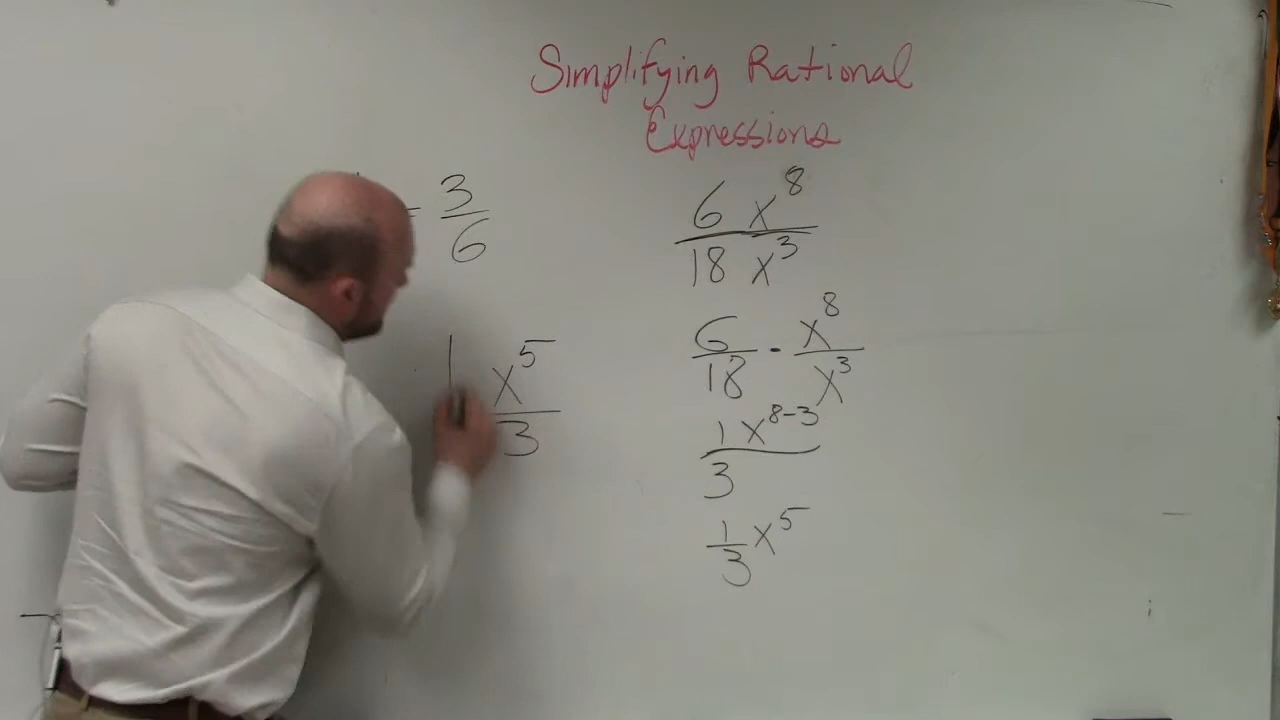 Simplifying Rational
Expressions
= 3/6
x^5/3
6x^8/18x^3
6/18 · x^8/x^3
1x^(8-3)/3
1/3 x^5